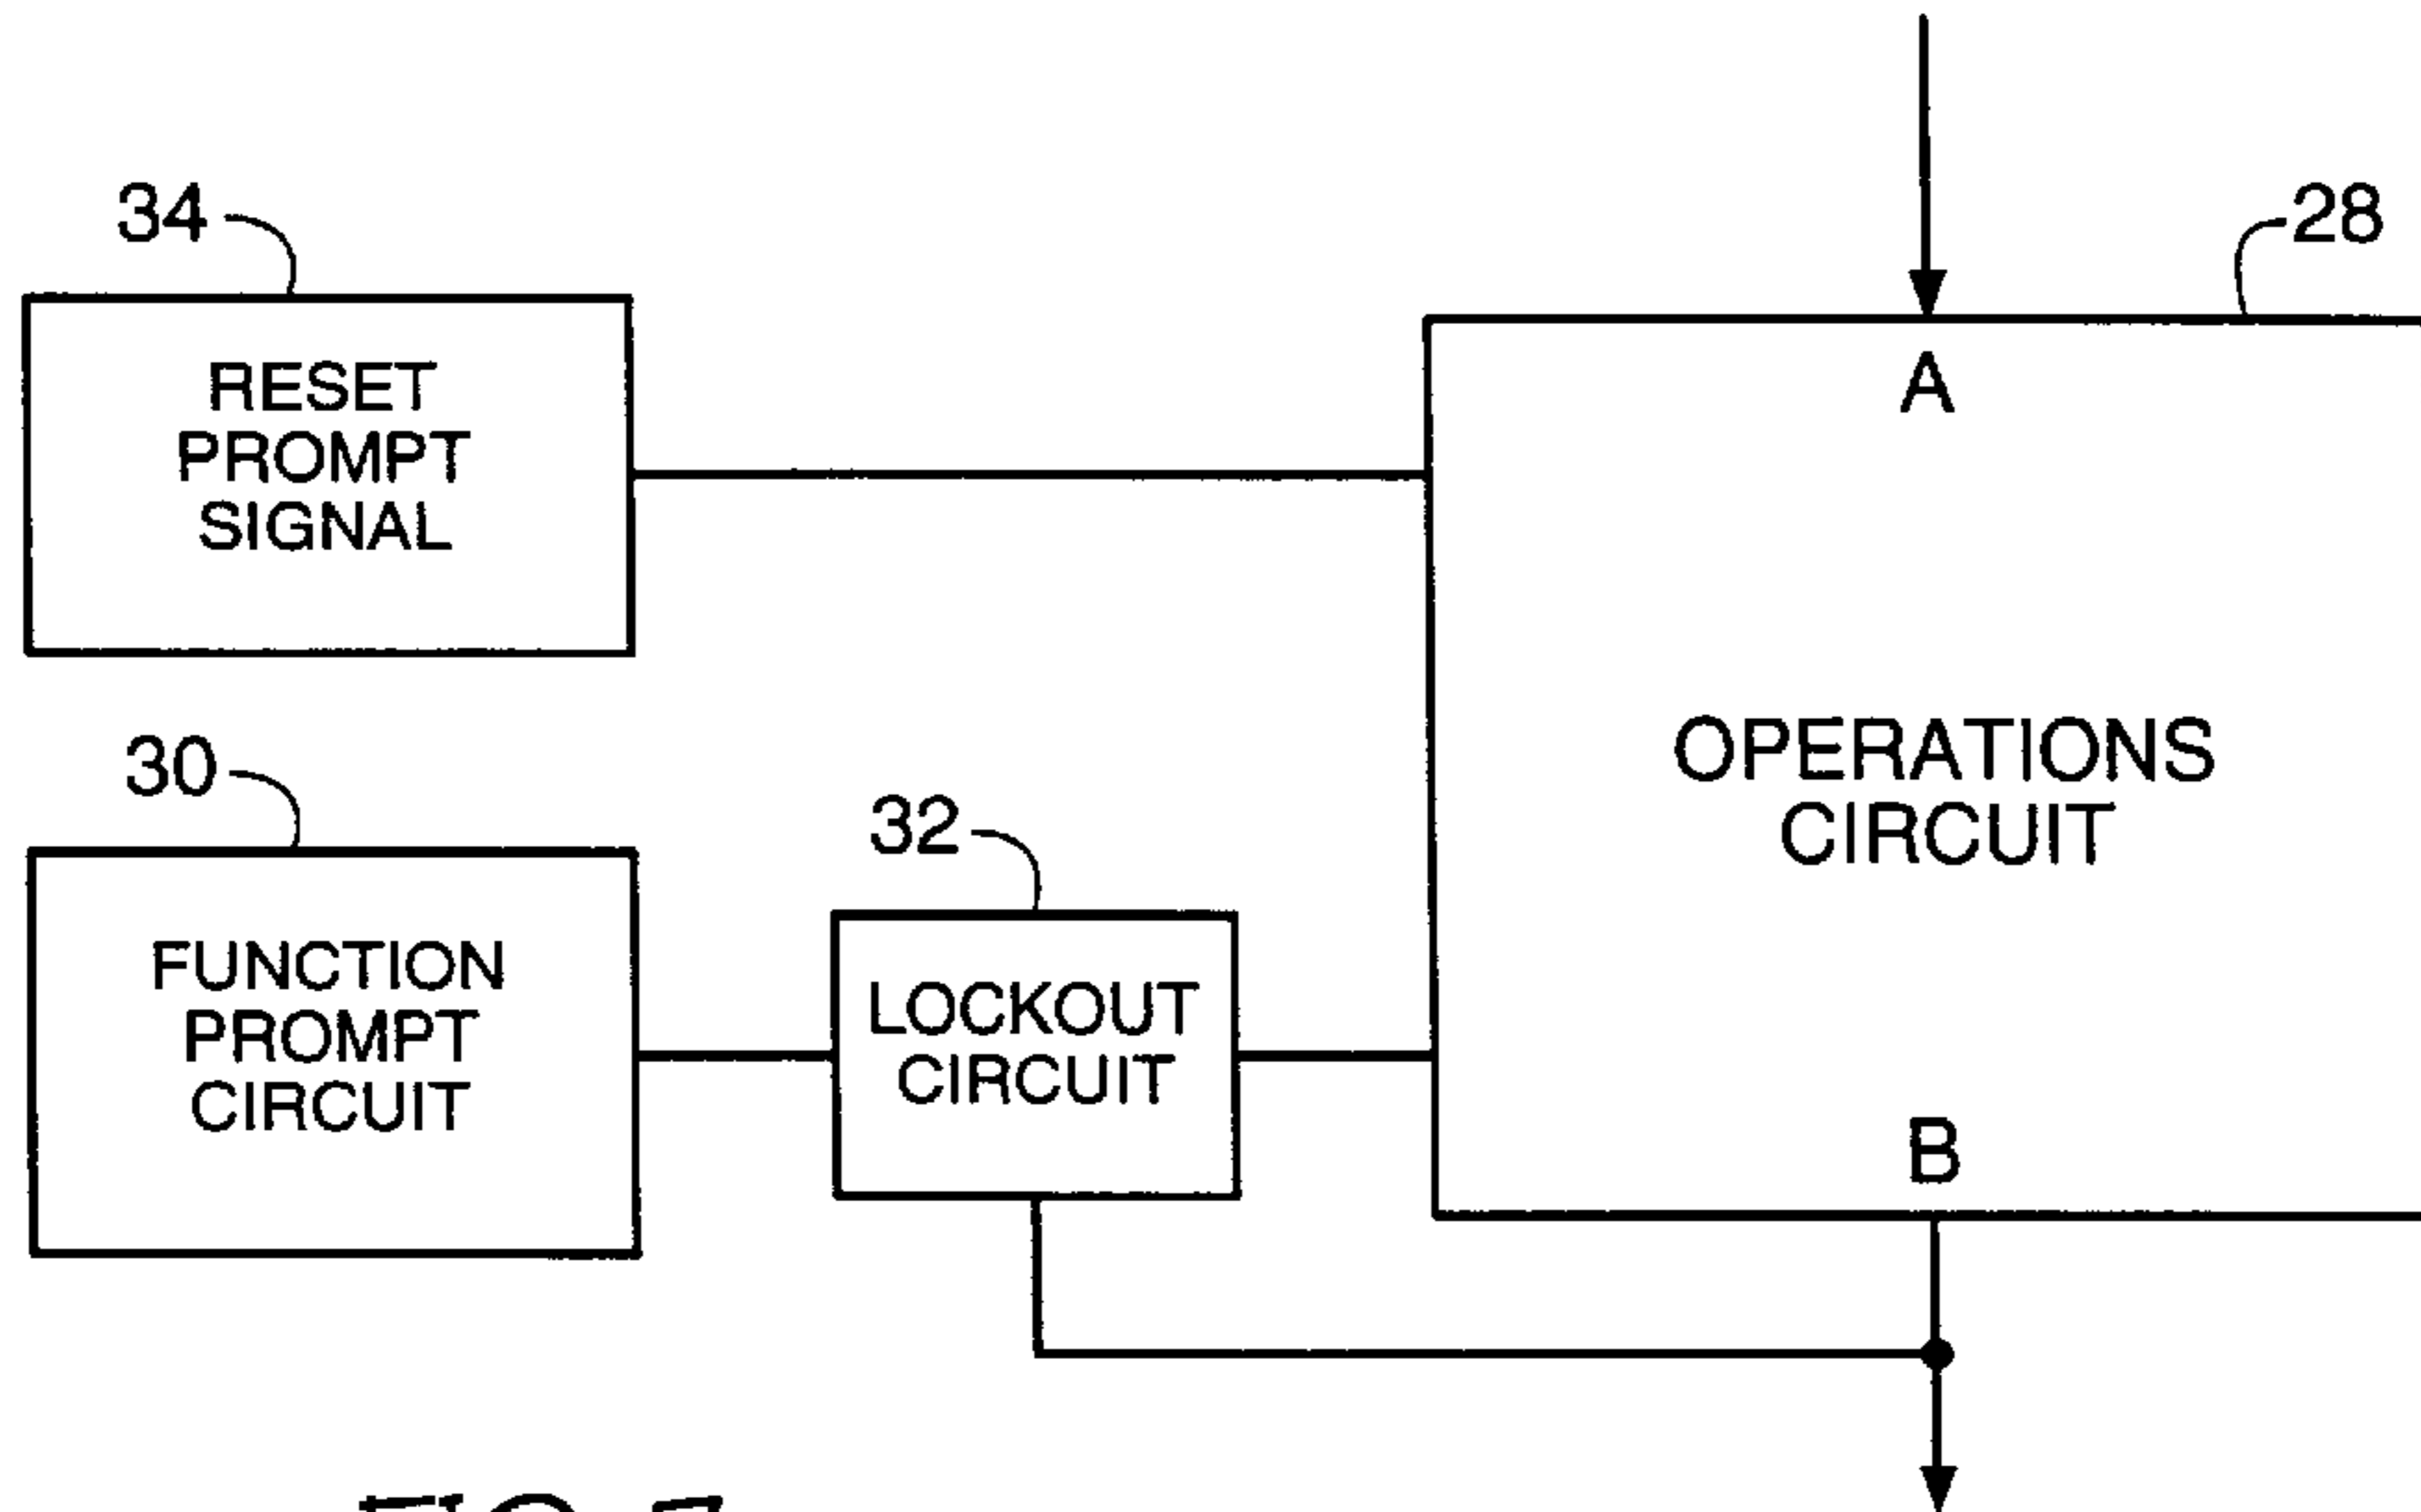 34
28
RESET
PROMPT
SIGNAL
A
30
32
OPERATIONS
CIRCUIT
FUNCTION
PROMPT
CIRCUIT
LOCKOUT
CIRCUIT
B